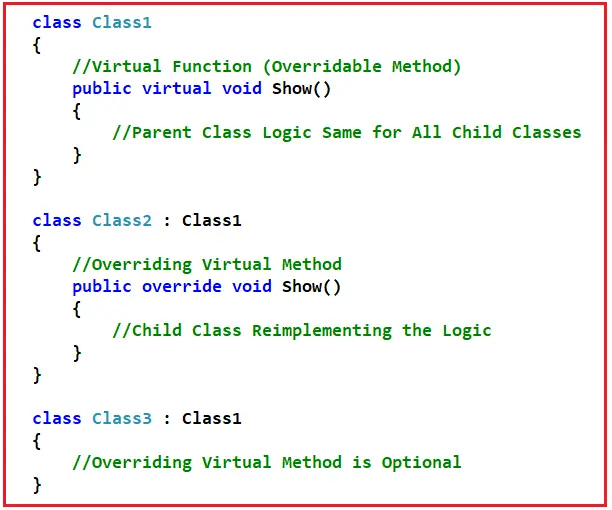 class Class1
{
    //Virtual Function (Overridable Method)
    public virtual void Show()
    {
        //Parent Class Logic Same for All Child Classes
    }
}

class Class2 : Class1
{
    //Overriding Virtual Method
    public override void Show()
    {
        //Child Class Reimplementing the Logic
    }
}

class Class3 : Class1
{
    //Overriding Virtual Method is Optional
}